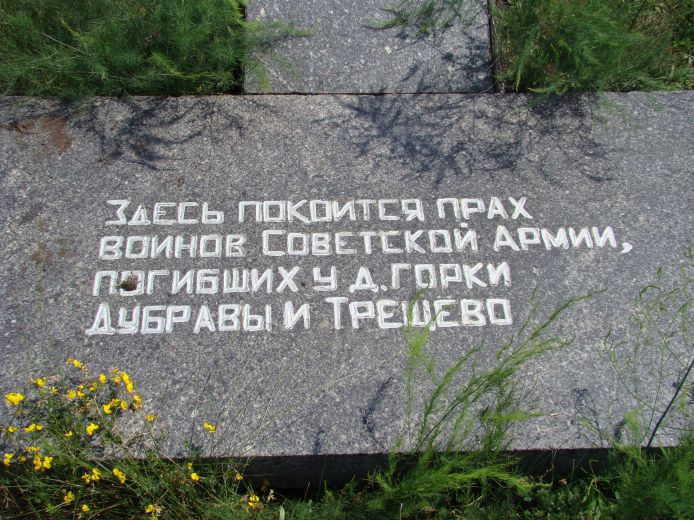 Здесь покоится прах
воинов Советской Армии,
погибших у д. Горки
Дубравы и Трещево